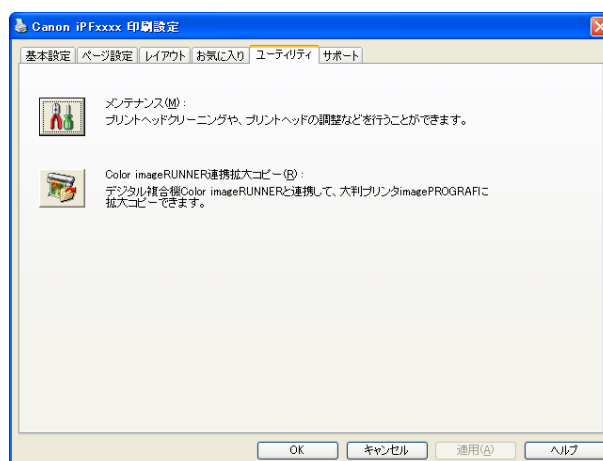 Canon iPFxxxx 印刷設定
基本設定 ページ設定 レイアウト お気に入り ユーティリティ サポート
メンテナンス(M):
プリントヘッドクリーニングや、プリントヘッドの調整などを行うことができます。
Color imageRUNNER連携拡大コピー(R):
デジタル複合機Color imageRUNNERと連携して、大判プリンタimagePROGRAFに
拡大コピーできます。
OK キャンセル 適用(A) ヘルプ